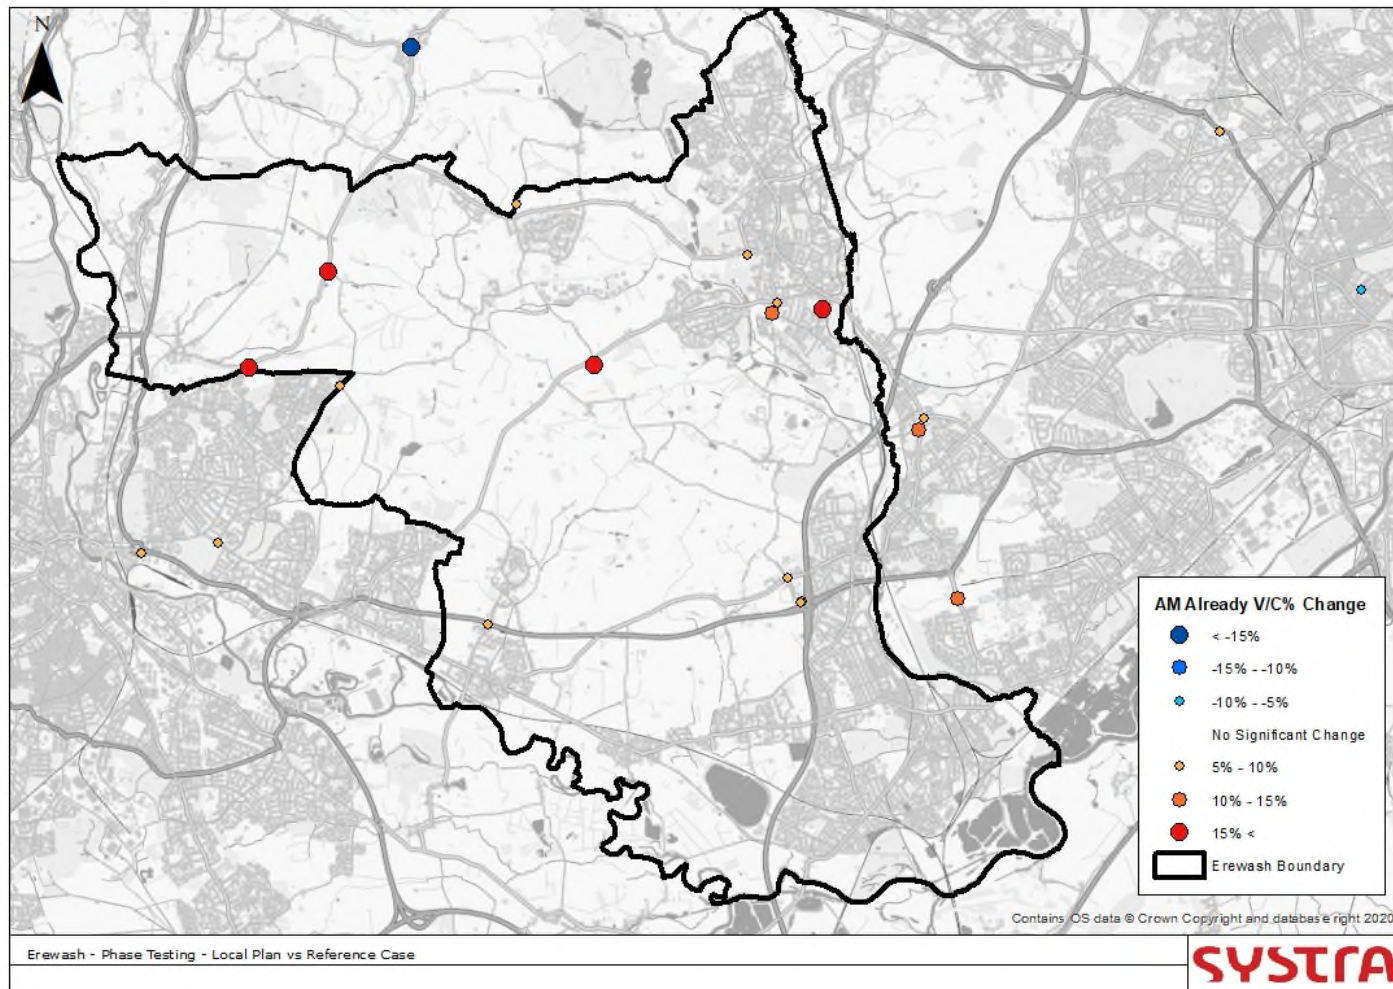 N
AM Already V/C% Change
< -15%
-15% - -10%
-10% - -5%
No Significant Change
5% - 10%
10% - 15%
15% <
Erewash Boundary
Contains OS data © Crown Copyright and database right 2020
Erewash - Phase Testing - Local Plan vs Reference Case
SYSTRA